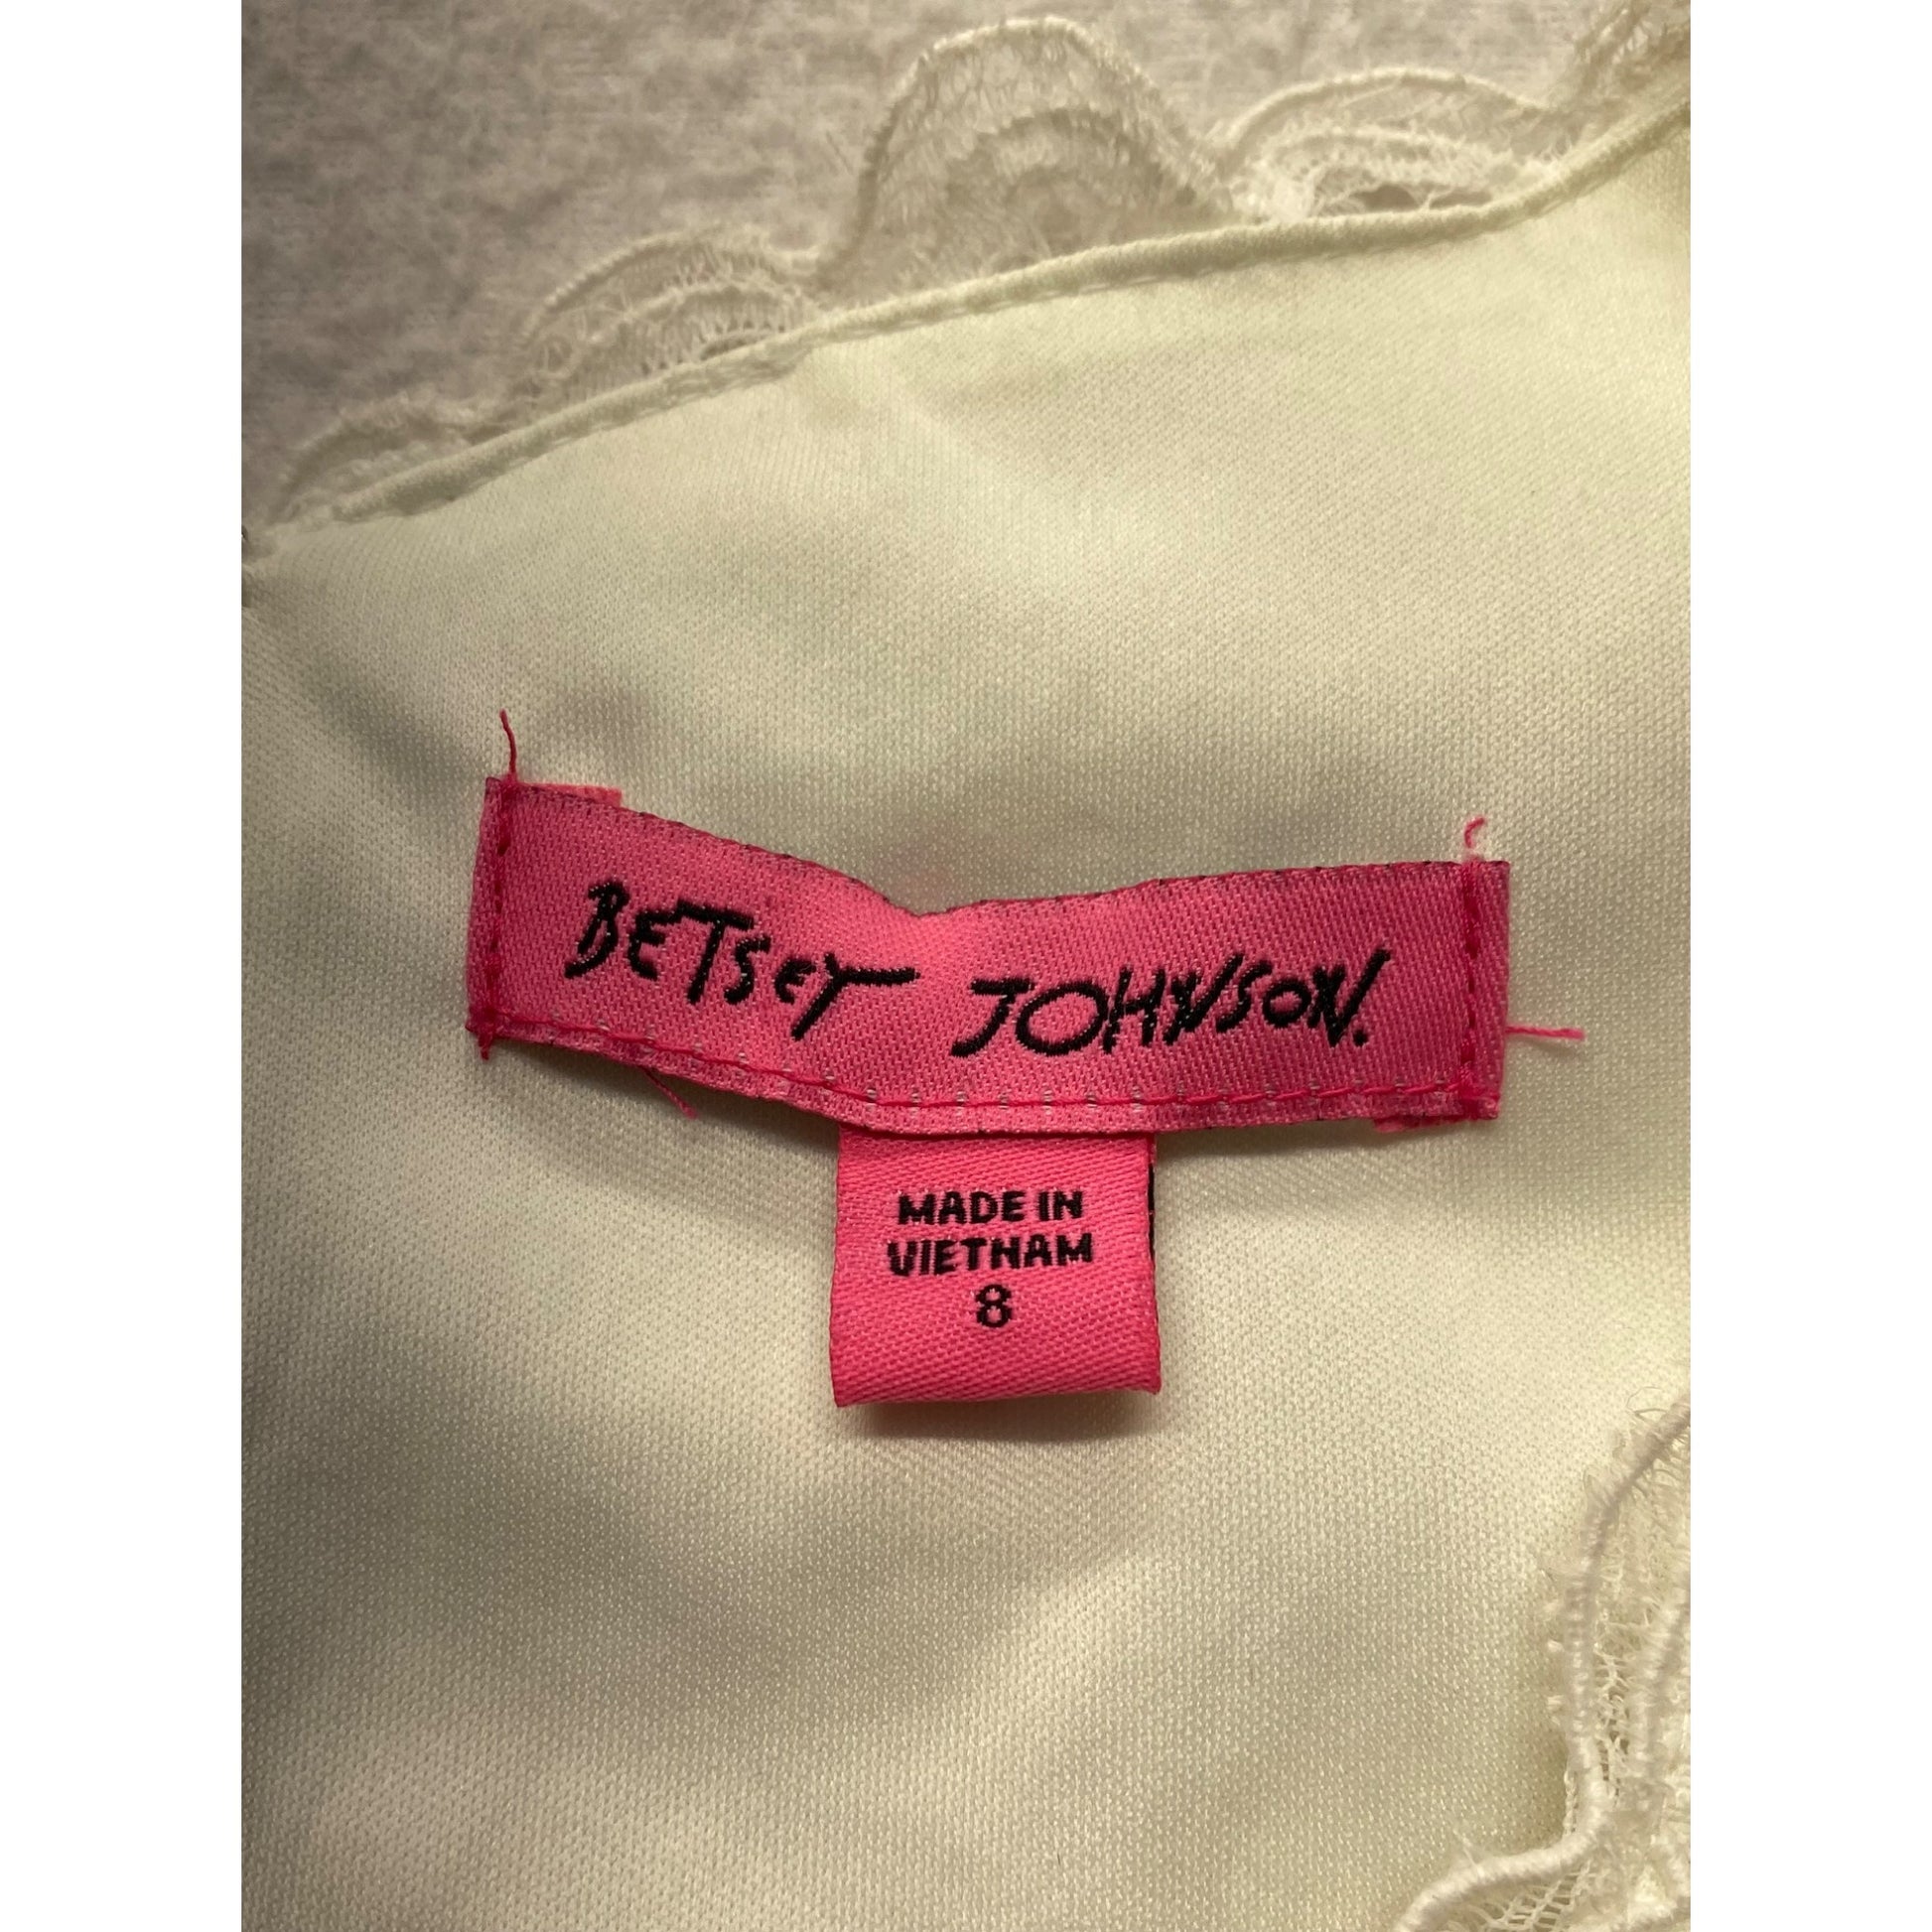 BETSEY JOHNSON.
MADE IN
VIETNAM
8